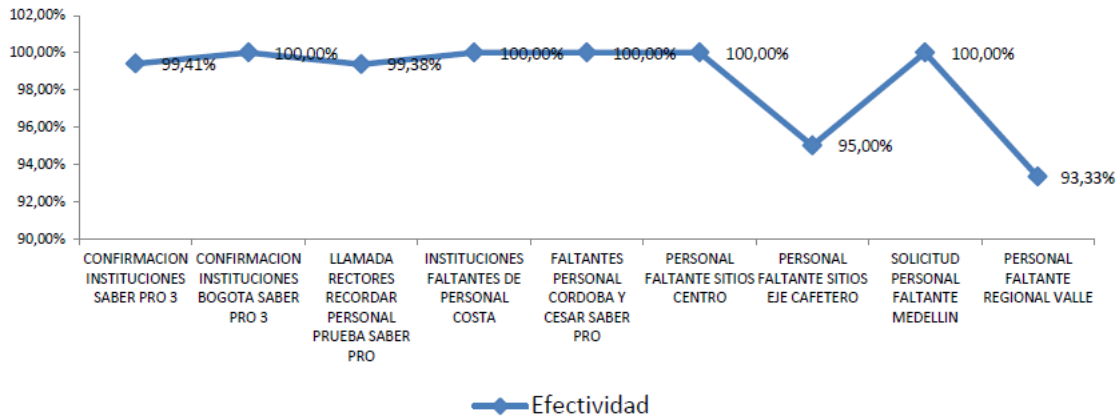 102,00%
100,00%
98,00%
96,00%
94,00%
92,00%
90,00%
99,41%
100,00%
99,38%
100,00%
100,00%
100,00%
95,00%
100,00%
93,33%
CONFIRMACION
INSTITUCIONES
SABER PRO 3
CONFIRMACION
INSTITUCIONES
BOGOTA SABER
PRO 3
LLAMADA
RECTORES
RECORDAR
PERSONAL
PRUEBA SABER
PRO
INSTITUCIONES
FALTANTES DE
PERSONAL
COSTA
FALTANTES
PERSONAL
CORDOBA Y
CESAR SABER
PRO
PERSONAL
FALTANTE SITIOS
CENTRO
PERSONAL
FALTANTE SITIOS
EJE CAFETERO
SOLICITUD
PERSONAL
FALTANTE
MEDELLIN
PERSONAL
FALTANTE
REGIONAL VALLE
Efectividad